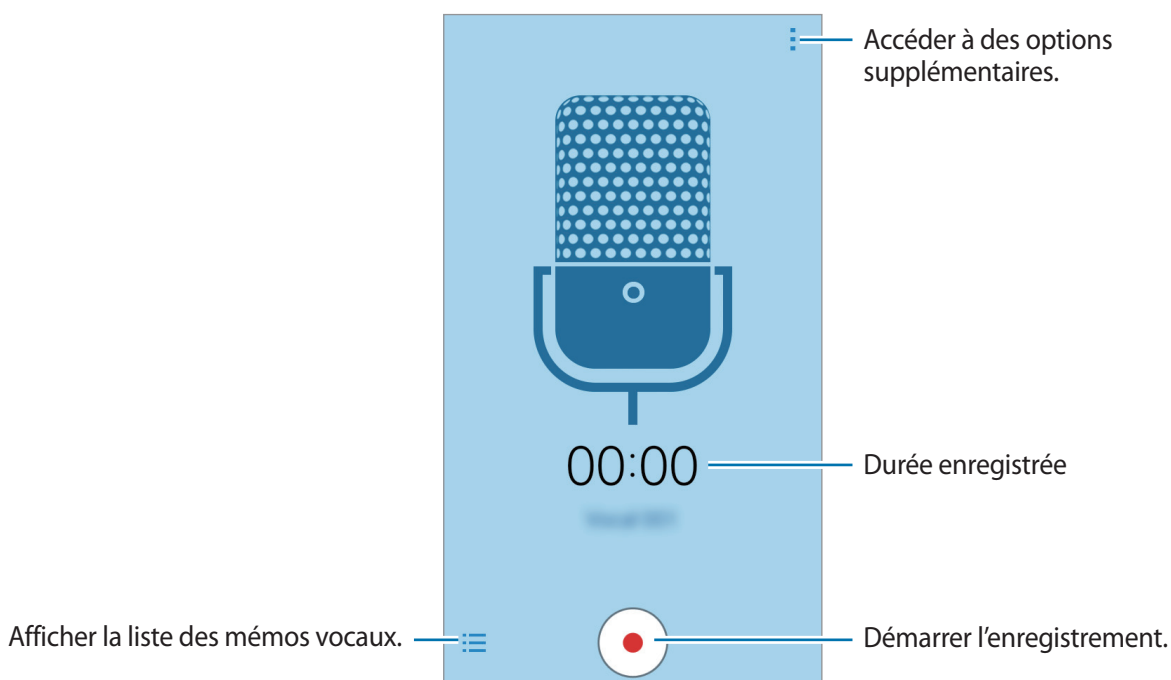 Accéder à des options
supplémentaires.
00:00
Durée enregistrée
Afficher la liste des mémos vocaux.
Démarrer l’enregistrement.